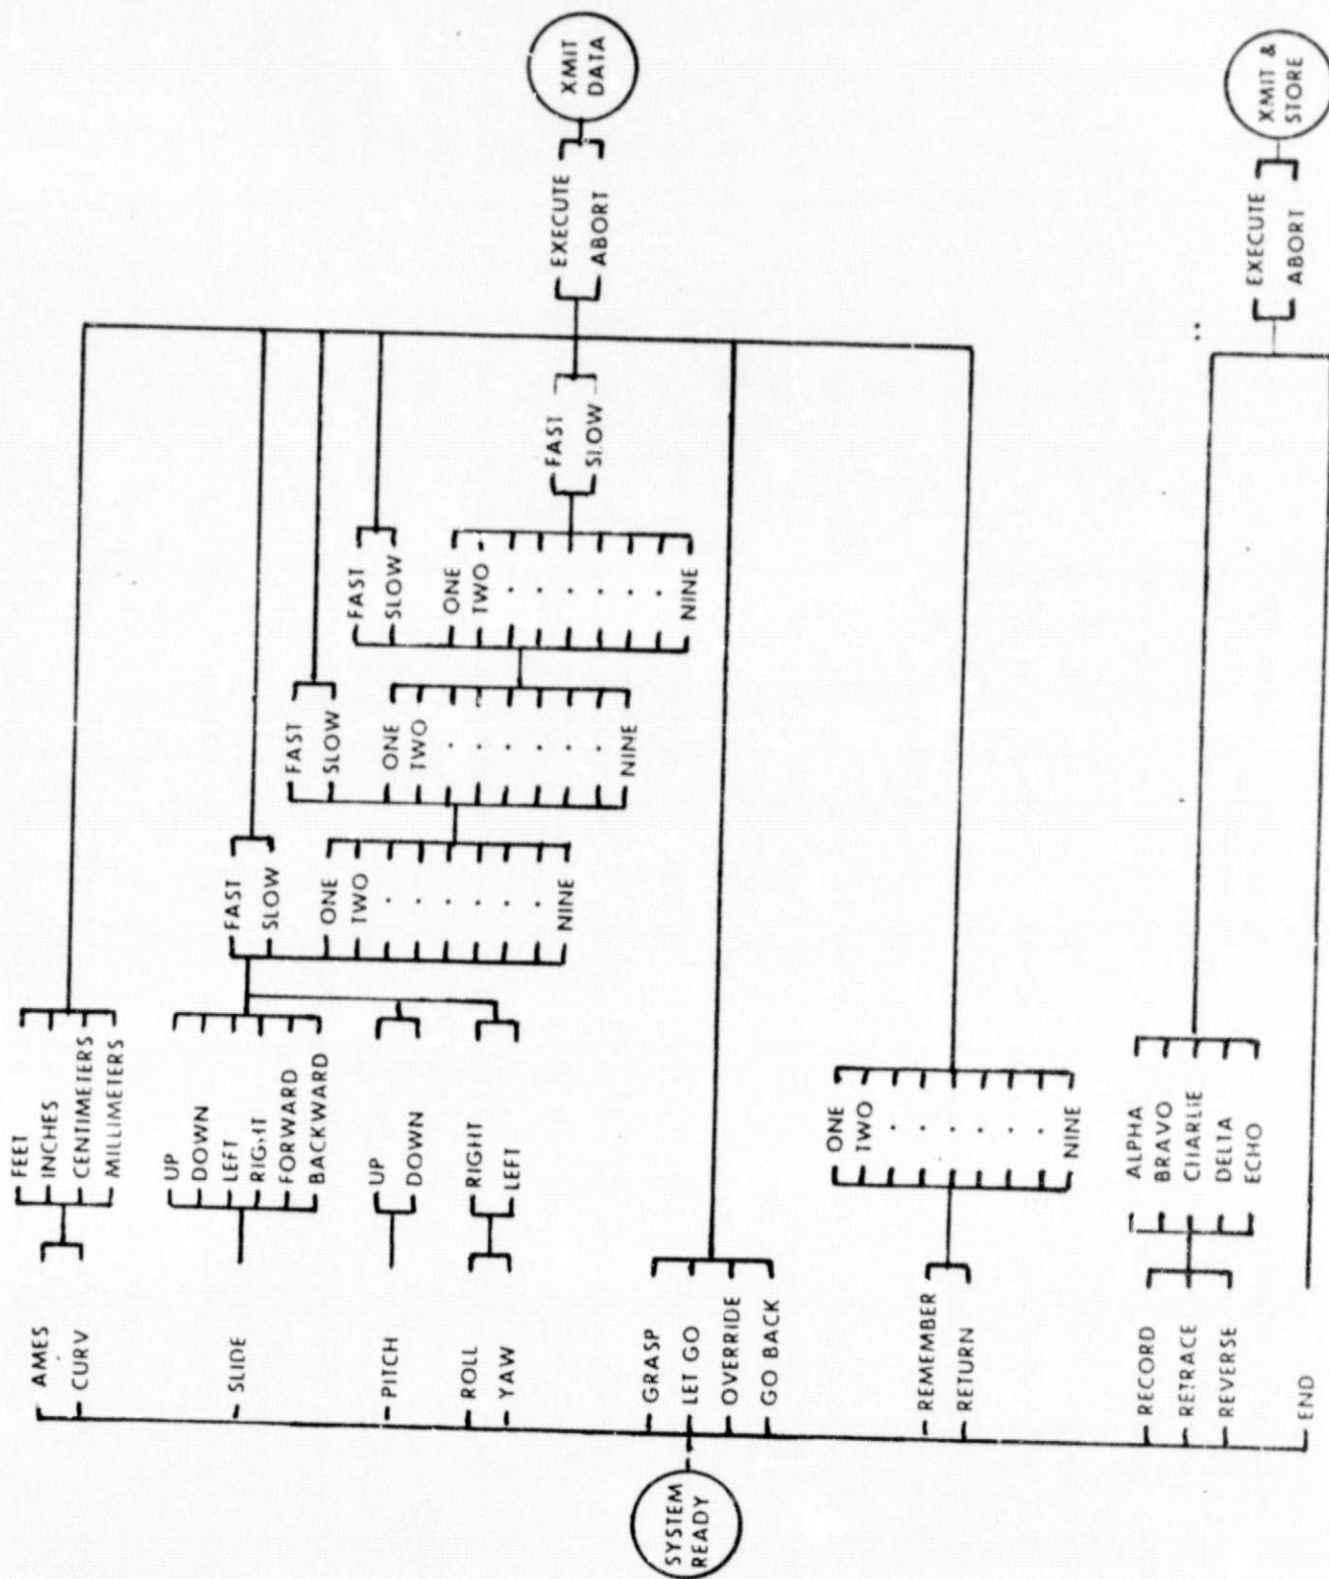 SYSTEM
READY
AMES
CURV
FEET
INCHES
CENTIMETERS
MILLIMETERS
SLIDE
UP
DOWN
LEFT
RIGHT
FORWARD
BACKWARD
PITCH
UP
DOWN
ROLL
YAW
RIGHT
LEFT
FAST
SLOW
ONE
TWO
NINE
FAST
SLOW
ONE
TWO
NINE
FAST
SLOW
ONE
TWO
NINE
FAST
SLOW
GRASP
LET GO
OVERRIDE
GO BACK
REMEMBER
RETURN
ONE
TWO
NINE
EXECUTE
ABORT
XMIT
DATA
RECORD
RETRACE
REVERSE
ALPHA
BRAVO
CHARLIE
DELTA
ECHO
END
EXECUTE
ABORT
XMIT &
STORE